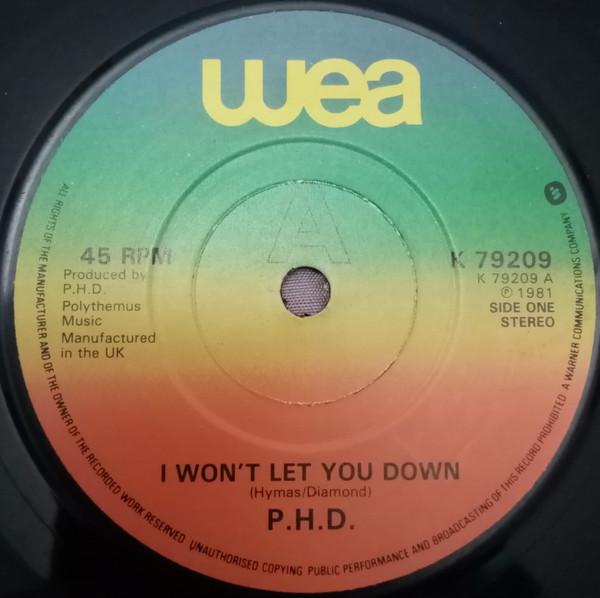 wea
A
45 RPM
Produced by
P.H.D.
Polythemus
Music
Manufactured
in the UK
K 79209
K 79209 A
℗ 1981
SIDE ONE
STEREO
I WON'T LET YOU DOWN
(Hymas/Diamond)
P.H.D.
ALL RIGHTS OF THE MANUFACTURER AND OF THE OWNER OF THE RECORDED WORK RESERVED UNAUTHORISED COPYING PUBLIC PERFORMANCE AND BROADCASTING OF THIS RECORD PROHIBITED A WARNER COMMUNICATIONS COMPANY